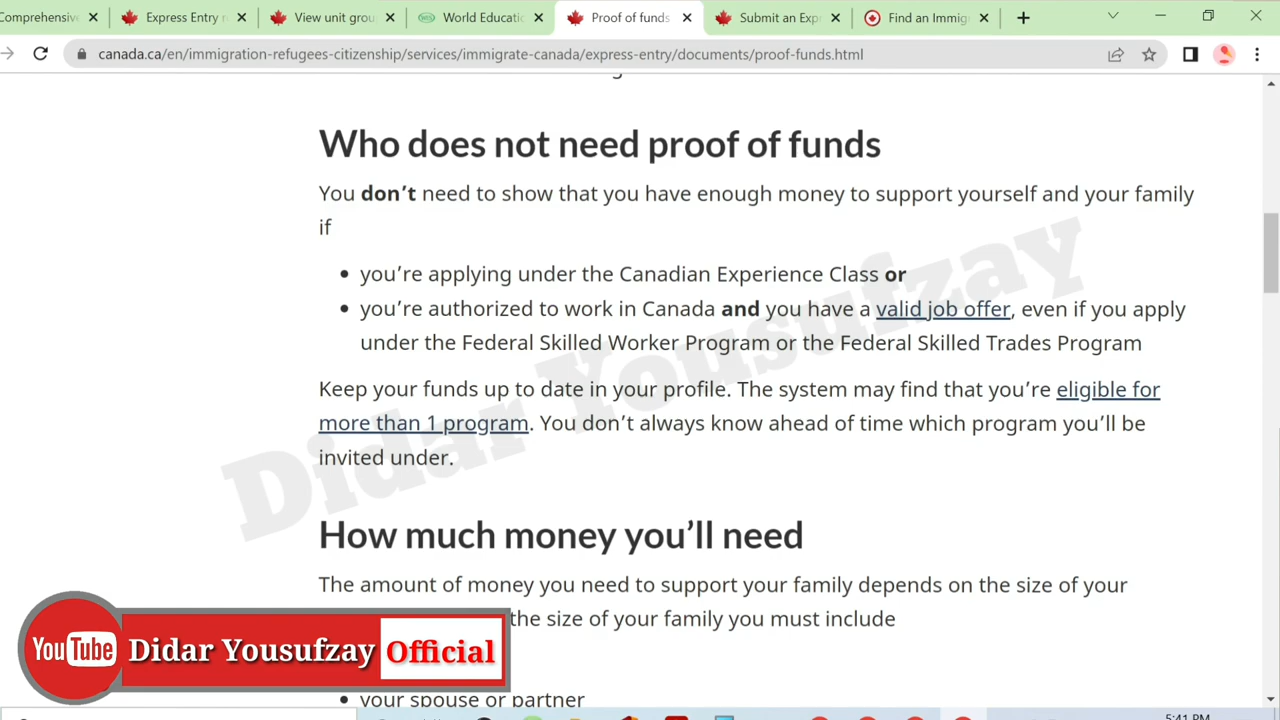 Comprehensive
Express Entry r
View unit grou
World Educatio
Proof of funds
Submit an Exp
Find an Immig
canada.ca/en/immigration-refugees-citizenship/services/immigrate-canada/express-entry/documents/proof-funds.html
Who does not need proof of funds
You don't need to show that you have enough money to support yourself and your family
if
you're applying under the Canadian Experience Class or
you're authorized to work in Canada and you have a valid job offer, even if you apply
under the Federal Skilled Worker Program or the Federal Skilled Trades Program
Keep your funds up to date in your profile. The system may find that you're eligible for
more than 1 program. You don't always know ahead of time which program you'll be
invited under.
Didar Yousufzay
How much money you'll need
The amount of money you need to support your family depends on the size of your
the size of your family you must include
YouTube Didar Yousufzay Official
your spouse or partner
5:41 PM